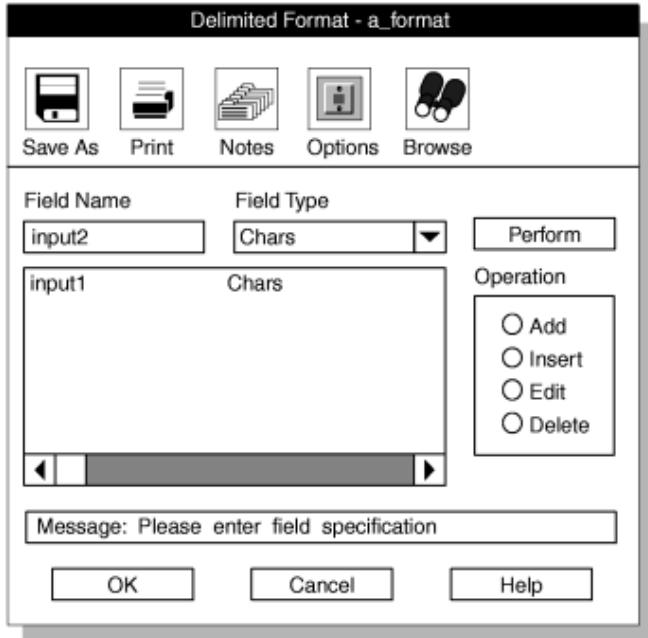 Delimited Format - a_format
Save As Print Notes Options Browse
Field Name Field Type
input2 Chars Perform
input1 Chars
Operation
Add
Insert
Edit
Delete
Message: Please enter field specification
OK Cancel Help